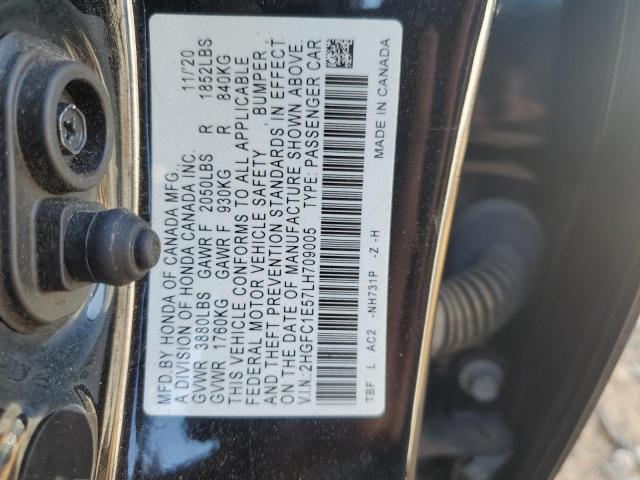 MFD BY HONDA OF CANADA MFG. 11/20
A DIVISION OF HONDA CANADA INC.
GVWR 3880LBS GAWR F 2050LBS R 1852LBS
GVWR 1760KG GAWR F 930KG R 840KG
THIS VEHICLE CONFORMS TO ALL APPLICABLE
FEDERAL MOTOR VEHICLE SAFETY, BUMPER,
AND THEFT PREVENTION STANDARDS IN EFFECT
ON THE DATE OF MANUFACTURE SHOWN ABOVE.
V.I.N.:2HGFC1E57LH709005 TYPE: PASSENGER CAR
TBF L AC2 -NH731P -Z -H MADE IN CANADA